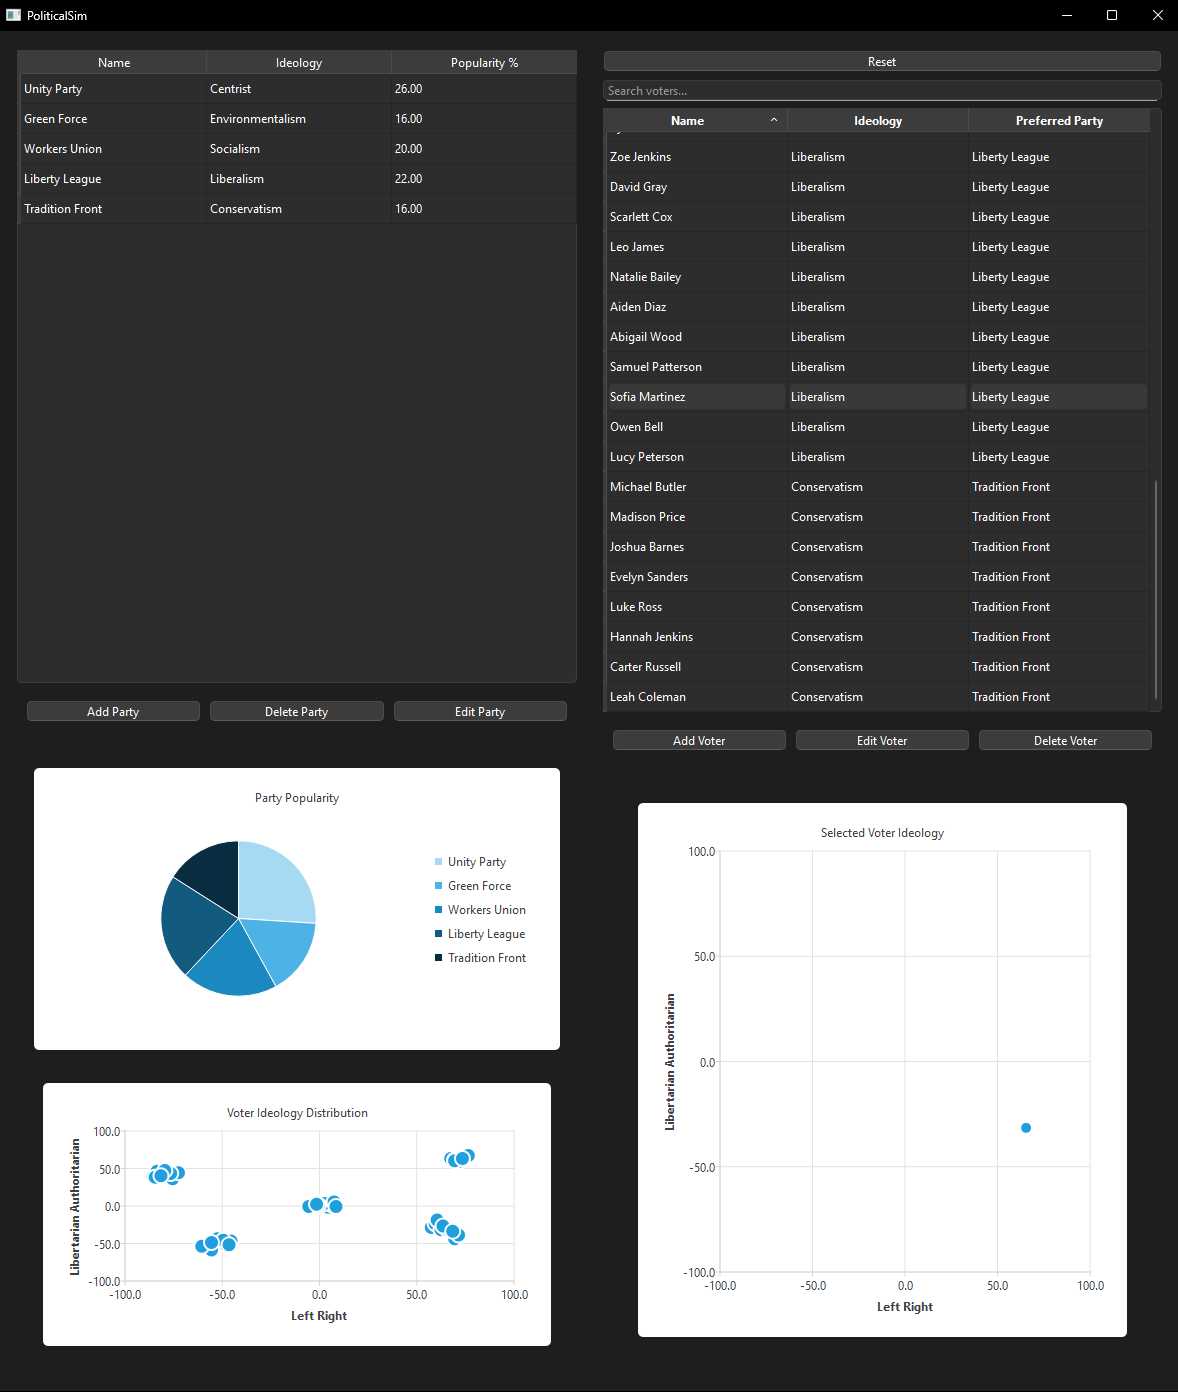 PoliticalSim
Name Ideology Popularity %
Unity Party Centrist 26.00
Green Force Environmentalism 16.00
Workers Union Socialism 20.00
Liberty League Liberalism 22.00
Tradition Front Conservatism 16.00
Add Party Delete Party Edit Party
Party Popularity
Unity Party
Green Force
Workers Union
Liberty League
Tradition Front
Voter Ideology Distribution
Libertarian Authoritarian
100.0
50.0
0.0
-50.0
-100.0
-100.0 -50.0 0.0 50.0 100.0
Left Right
Reset
Search voters...
Name Ideology Preferred Party
Zoe Jenkins Liberalism Liberty League
David Gray Liberalism Liberty League
Scarlett Cox Liberalism Liberty League
Leo James Liberalism Liberty League
Natalie Bailey Liberalism Liberty League
Aiden Diaz Liberalism Liberty League
Abigail Wood Liberalism Liberty League
Samuel Patterson Liberalism Liberty League
Sofia Martinez Liberalism Liberty League
Owen Bell Liberalism Liberty League
Lucy Peterson Liberalism Liberty League
Michael Butler Conservatism Tradition Front
Madison Price Conservatism Tradition Front
Joshua Barnes Conservatism Tradition Front
Evelyn Sanders Conservatism Tradition Front
Luke Ross Conservatism Tradition Front
Hannah Jenkins Conservatism Tradition Front
Carter Russell Conservatism Tradition Front
Leah Coleman Conservatism Tradition Front
Add Voter Edit Voter Delete Voter
Selected Voter Ideology
Libertarian Authoritarian
100.0
50.0
0.0
-50.0
-100.0
-100.0 -50.0 0.0 50.0 100.0
Left Right